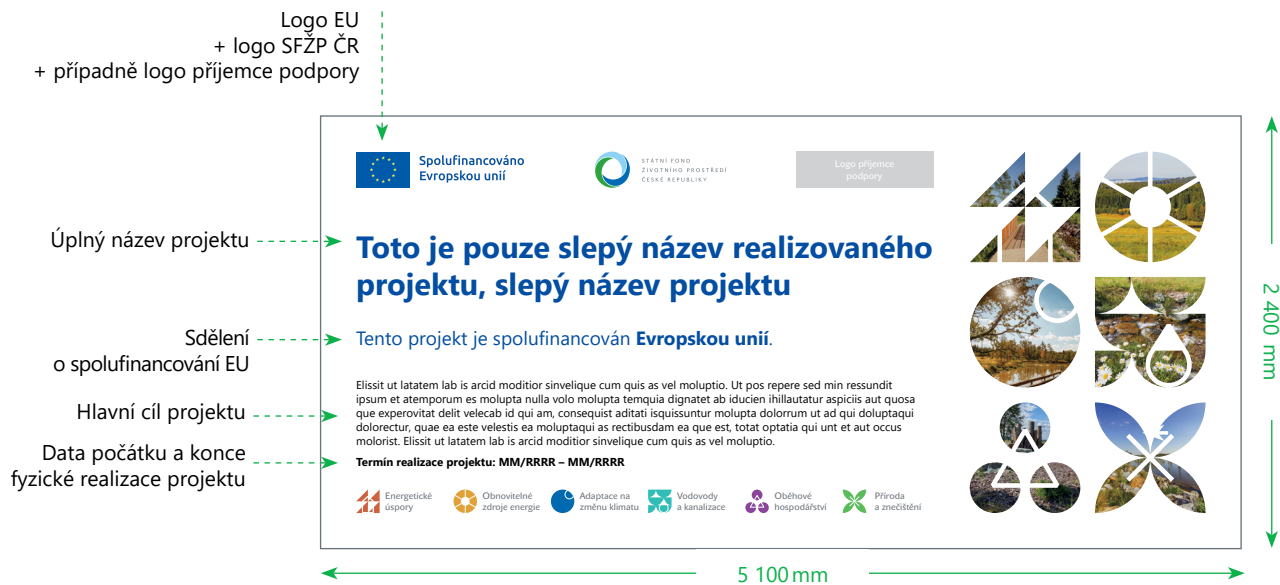 Logo EU
+ logo SFŽP ČR
+ případně logo příjemce podpory
Spolufinancováno
Evropskou unií
STÁTNÍ FOND
ŽIVOTNÍHO PROSTŘEDÍ
ČESKÉ REPUBLIKY
Logo příjemce
podpory
Úplný název projektu
Toto je pouze slepý název realizovaného
projektu, slepý název projektu
Sdělení
o spolufinancování EU
Tento projekt je spolufinancován Evropskou unií.
Hlavní cíl projektu
Elissit ut latatem lab is arcid moditior sinvelique cum quis as vel moluptio. Ut pos repere sed min ressundit
ipsum et atemporum es molupta nulla volo molupta temquia dignatet ab iducien ihillautatur aspiciis aut quosa
que experovitat delit velecab id qui am, consequist aditati isquissuntur molupta dolorrum ut ad qui doluptaqui
dolorectur, quae ea este velestis ea moluptaqui as rectibusdam ea que est, totat optatia qui unt et aut occus
molorist. Elissit ut latatem lab is arcid moditior sinvelique cum quis as vel moluptio.
Data počátku a konce
fyzické realizace projektu
Termín realizace projektu: MM/RRRR – MM/RRRR
Energetické
úspory
Obnovitelné
zdroje energie
Adaptace na
změnu klimatu
Vodovody
a kanalizace
Oběhové
hospodářství
Příroda
a znečištění
2 400 mm
5 100 mm